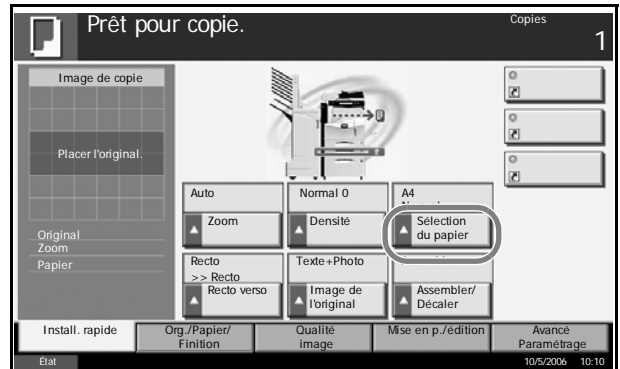 Prêt pour copie.
Copies
1
Image de copie
Placer l'original.
Original
Zoom
Papier
Auto
Zoom
Normal 0
Densité
A4
Sélection
du papier
Recto
>> Recto
Recto verso
Texte+Photo
Image de
l'original
Assembler/
Décaler
Install. rapide
Org./Papier/
Finition
Qualité
image
Mise en p./édition
Avancé
Paramétrage
État
10/5/2006 10:10